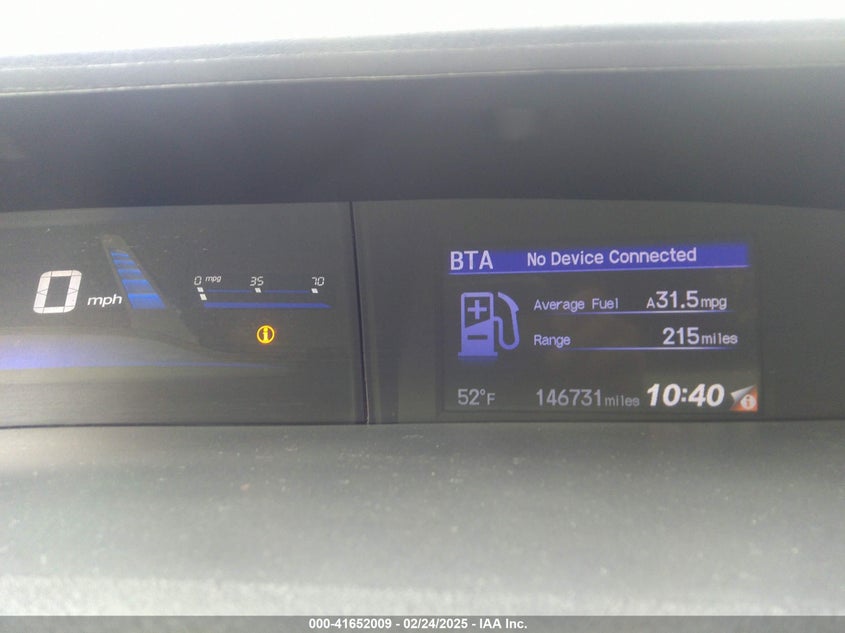 0 mph
0 mpg 35 70
BTA No Device Connected
Average Fuel A31.5mpg
Range 215miles
52°F 146731miles 10:40
000-41652009 - 02/24/2025 - IAA Inc.